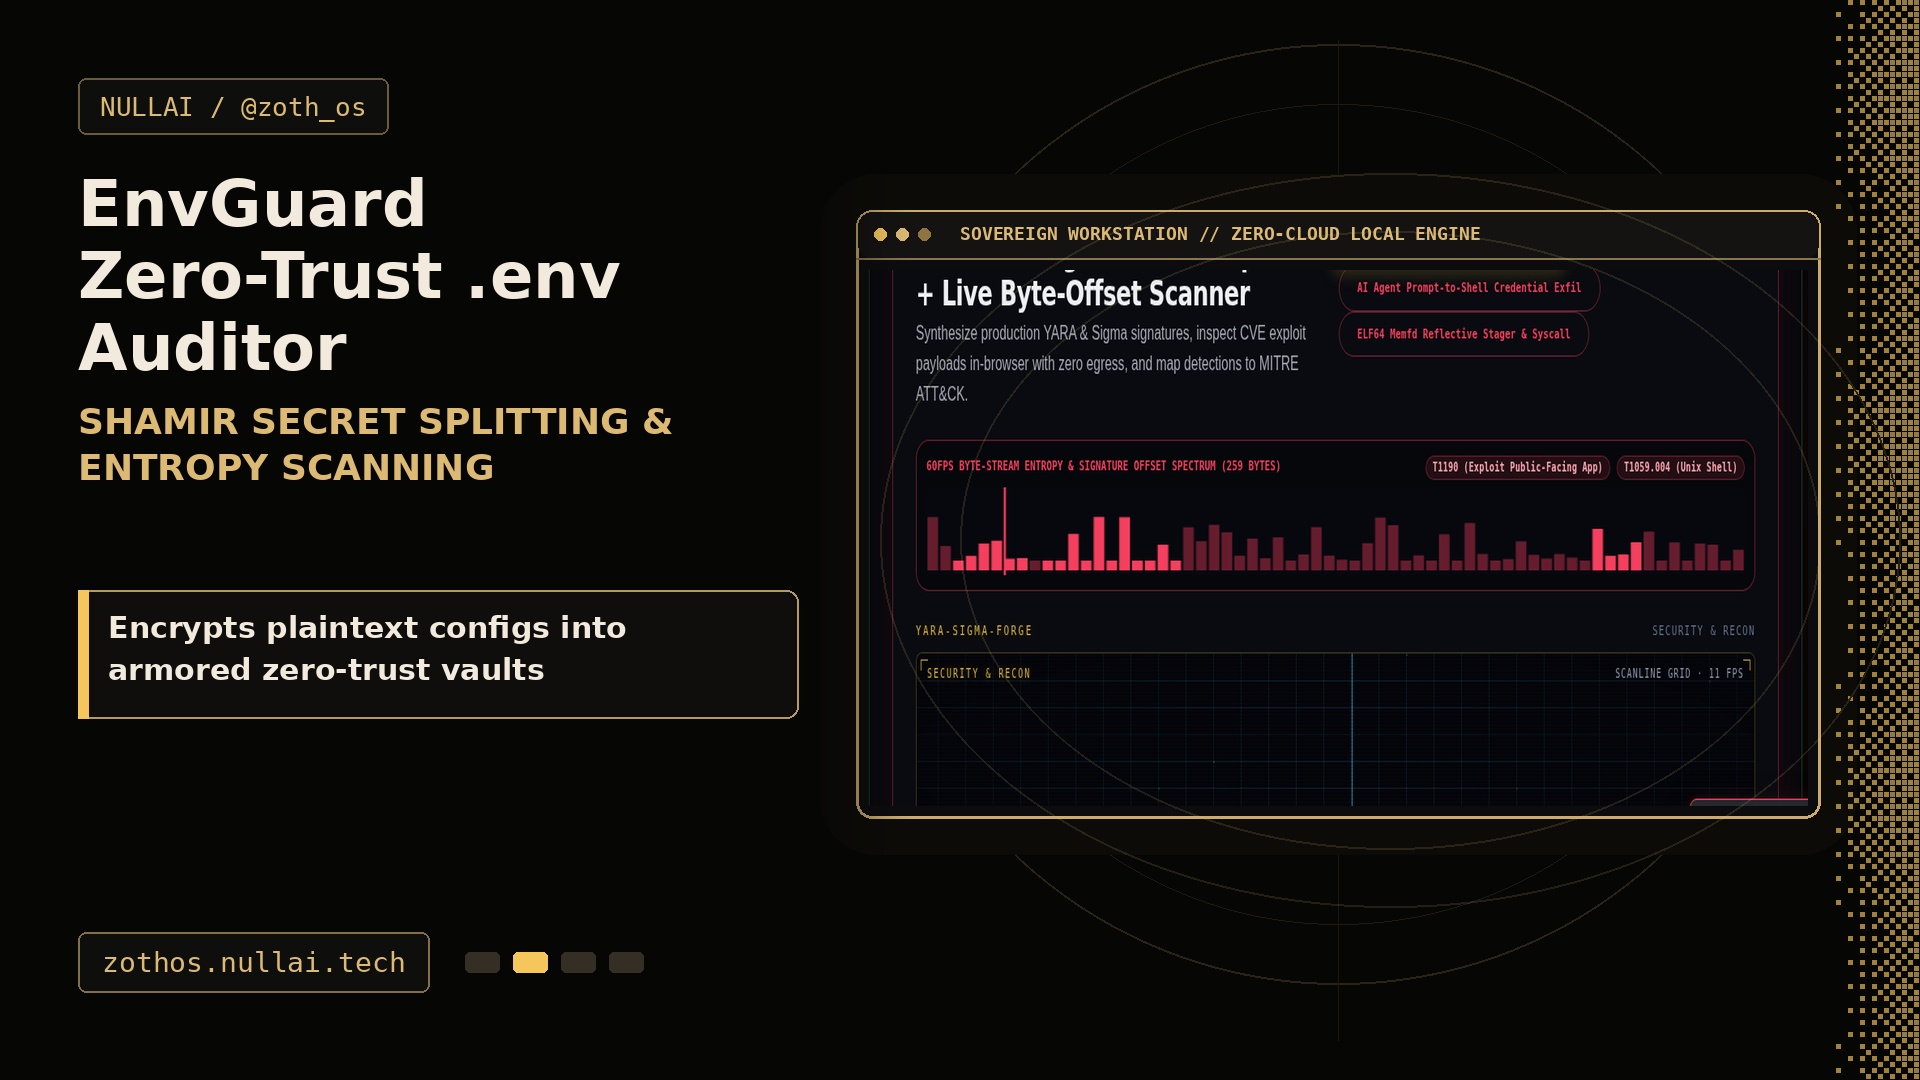 NULLAI / @zoth_os
EnvGuard
Zero-Trust .env
Auditor
SHAMIR SECRET SPLITTING &
ENTROPY SCANNING
Encrypts plaintext configs into
armored zero-trust vaults
zothos.nullai.tech
SOVEREIGN WORKSTATION // ZERO-CLOUD LOCAL ENGINE
+ Live Byte-Offset Scanner
Synthesize production YARA & Sigma signatures, inspect CVE exploit
payloads in-browser with zero egress, and map detections to MITRE
ATT&CK.
AI Agent Prompt-to-Shell Credential Exfil
ELF64 Memfd Reflective Stager & Syscall
60FPS BYTE-STREAM ENTROPY & SIGNATURE OFFSET SPECTRUM (259 BYTES)
T1190 (Exploit Public-Facing App)
T1059.004 (Unix Shell)
YARA-SIGMA-FORGE
SECURITY & RECON
SECURITY & RECON
SCANLINE GRID · 11 FPS